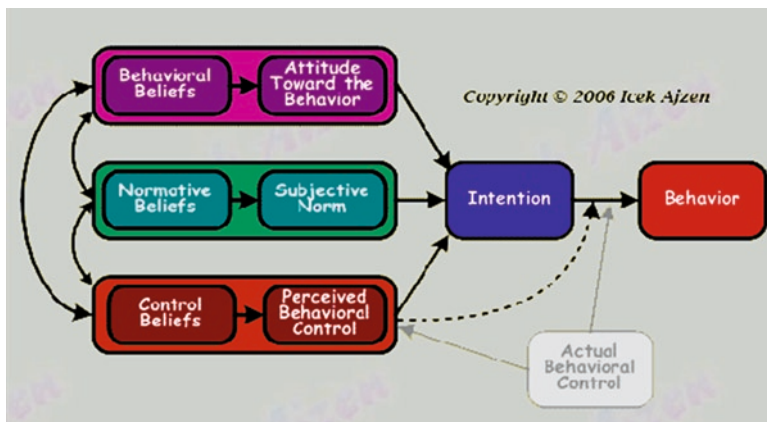 Behavioral
Beliefs
Attitude
Toward the
Behavior
Copyright © 2006 Icek Ajzen
Normative
Beliefs
Subjective
Norm
Intention
Behavior
Control
Beliefs
Perceived
Behavioral
Control
Actual
Behavioral
Control